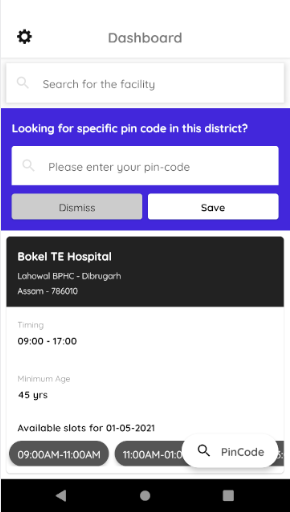 Dashboard
Search for the facility
Looking for specific pin code in this district?
Please enter your pin-code
Dismiss Save
Bokel TE Hospital
Lahowal BPHC - Dibrugarh
Assam - 786010
Timing
09:00 - 17:00
Minimum Age
45 yrs
Available slots for 01-05-2021
09:00AM-11:00AM 11:00AM-01:0 PinCode